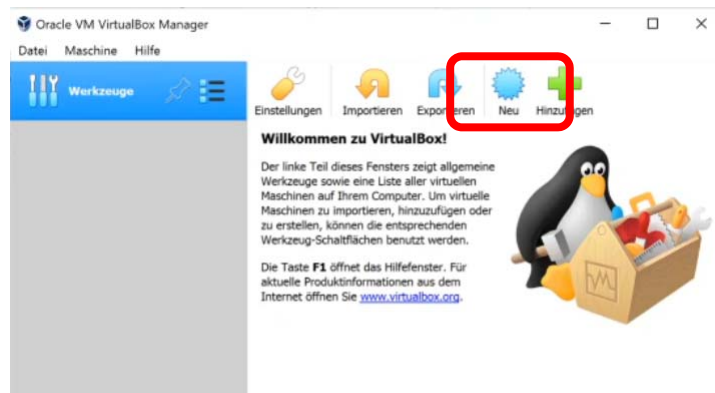 Oracle VM VirtualBox Manager
Datei Maschine Hilfe
Werkzeuge
Einstellungen Importieren Exportieren Neu Hinzufügen
Willkommen zu VirtualBox!
Der linke Teil dieses Fensters zeigt allgemeine
Werkzeuge sowie eine Liste aller virtuellen
Maschinen auf Ihrem Computer. Um virtuelle
Maschinen zu importieren, hinzuzufügen oder
zu erstellen, können die entsprechenden
Werkzeug-Schaltflächen benutzt werden.
Die Taste F1 öffnet das Hilfefenster. Für
aktuelle Produktinformationen aus dem
Internet öffnen Sie www.virtualbox.org.